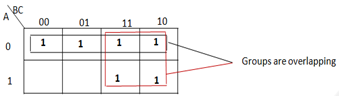 A BC
00 01 11 10
0 1 1 1 1
Groups are overlapping
1 1 1